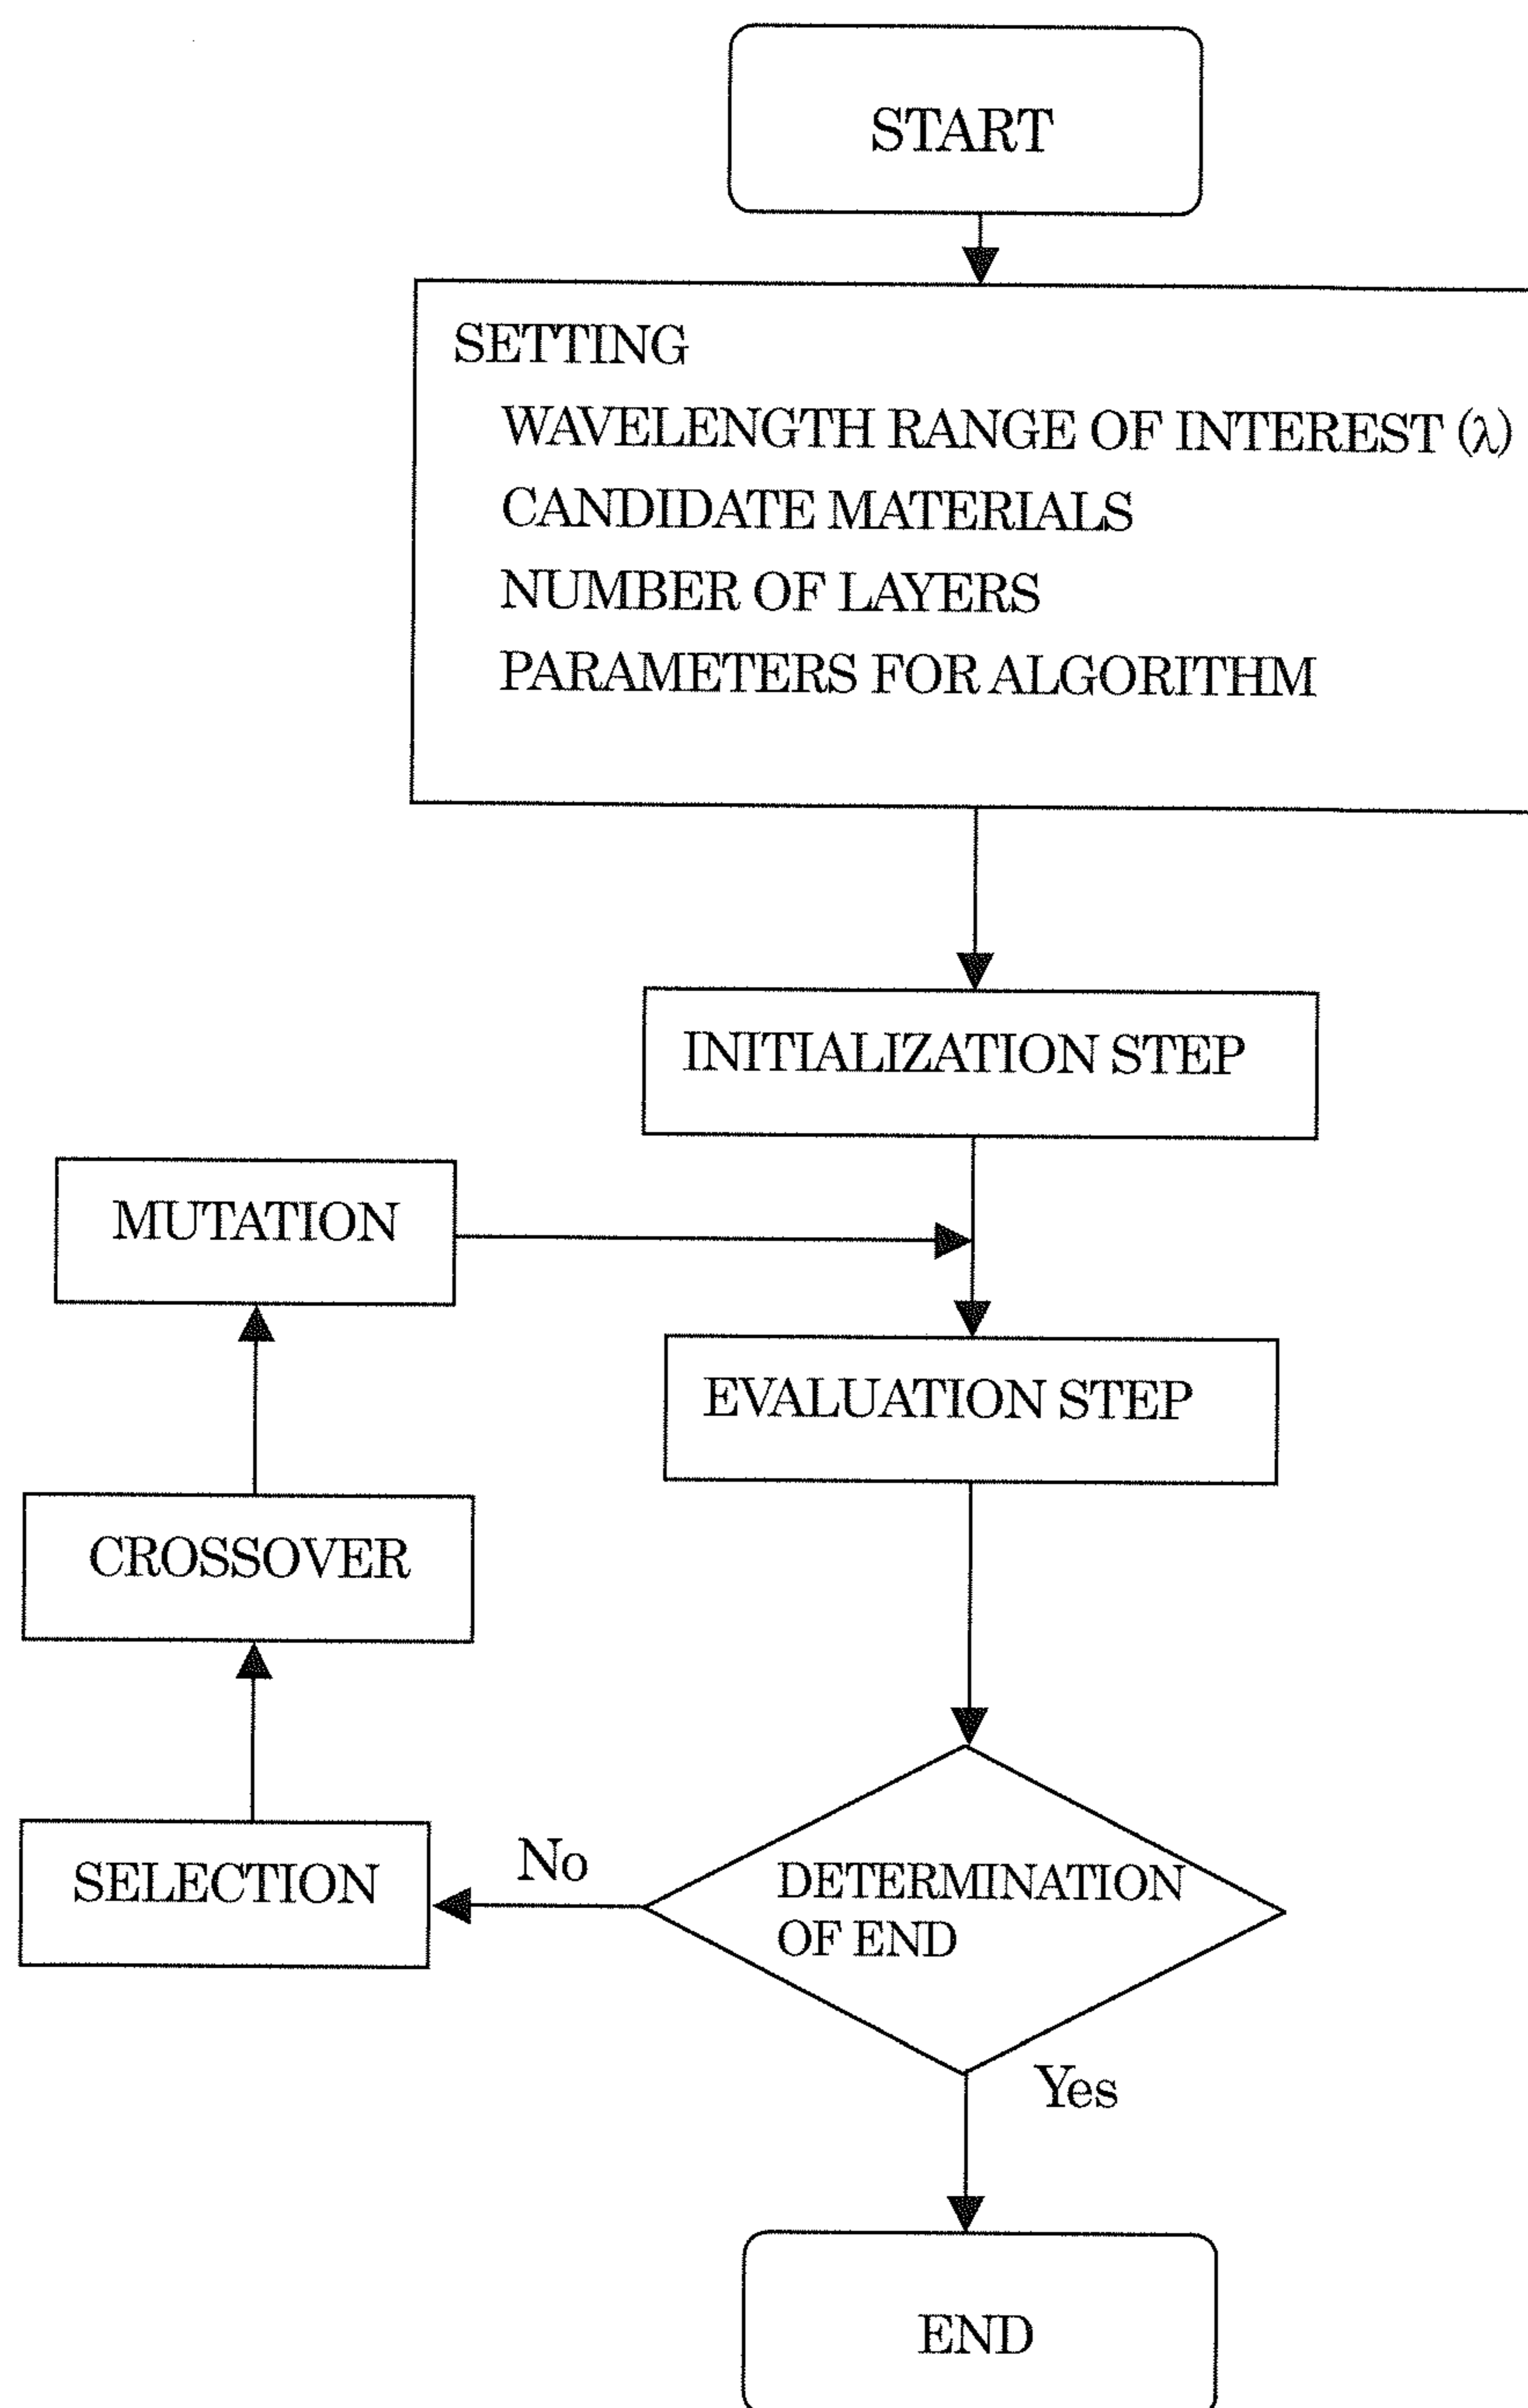 START
SETTING
WAVELENGTH RANGE OF INTEREST (λ)
CANDIDATE MATERIALS
NUMBER OF LAYERS
PARAMETERS FOR ALGORITHM
INITIALIZATION STEP
MUTATION
EVALUATION STEP
CROSSOVER
No
SELECTION
DETERMINATION
OF END
Yes
END